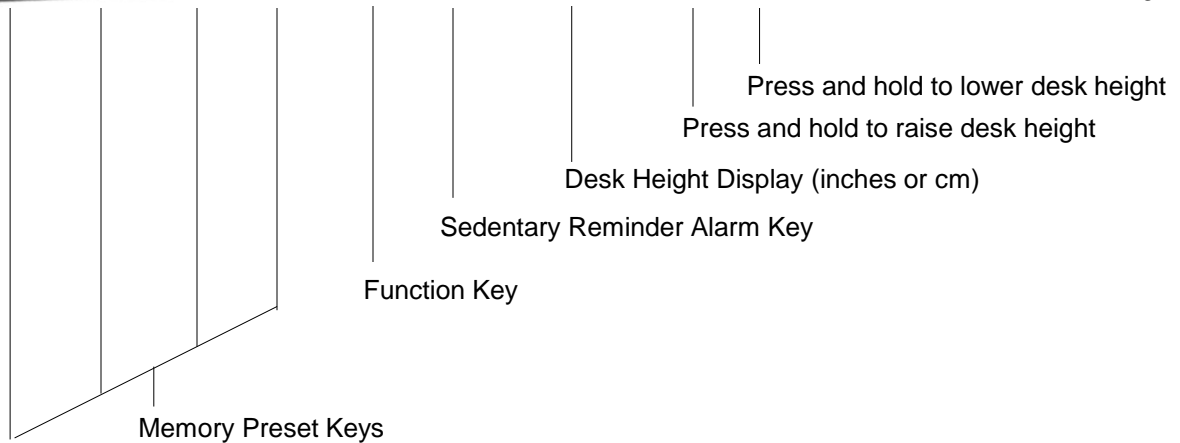 Press and hold to lower desk height
Press and hold to raise desk height
Desk Height Display (inches or cm)
Sedentary Reminder Alarm Key
Function Key
Memory Preset Keys